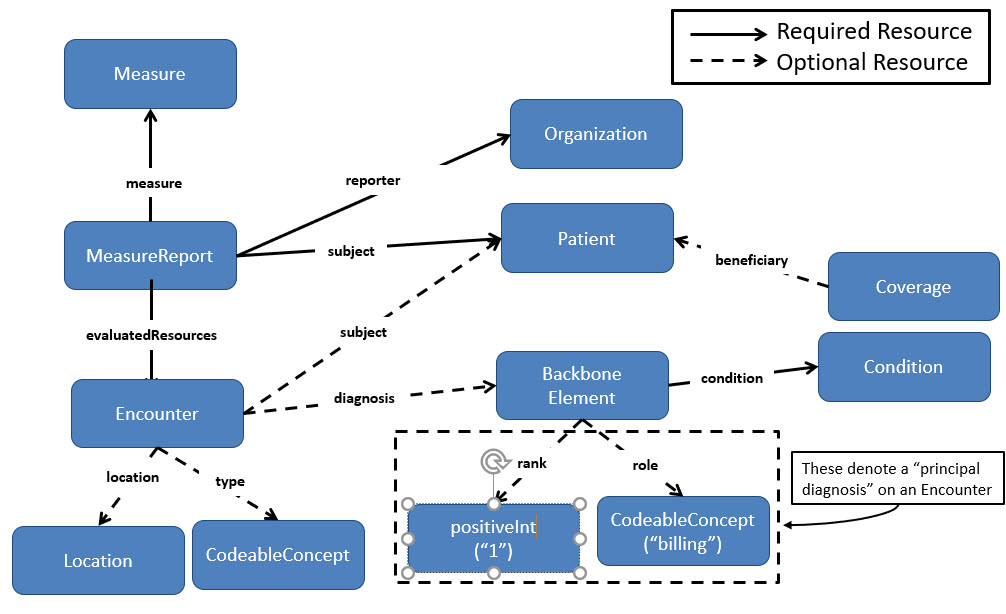 Required Resource
Optional Resource
Measure
Organization
measure
reporter
Patient
MeasureReport
subject
beneficiary
Coverage
evaluatedResources
subject
Backbone
Element
condition
Condition
Encounter
diagnosis
location
type
rank
role
These denote a “principal
diagnosis” on an Encounter
positiveInt
(“1”)
CodeableConcept
(“billing”)
Location
CodeableConcept